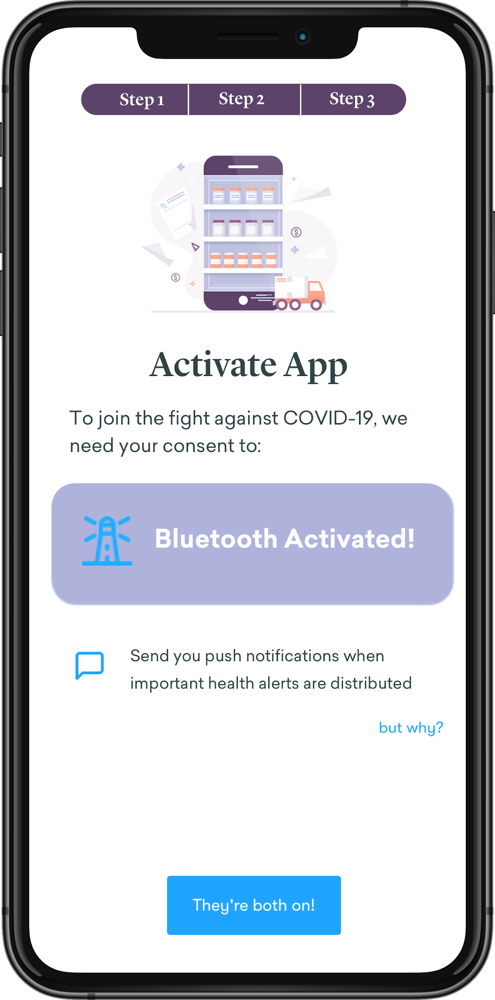 Step 1 Step 2 Step 3
Rx
$
$
Activate App
To join the fight against COVID-19, we
need your consent to:
Bluetooth Activated!
Send you push notifications when
important health alerts are distributed
but why?
They're both on!